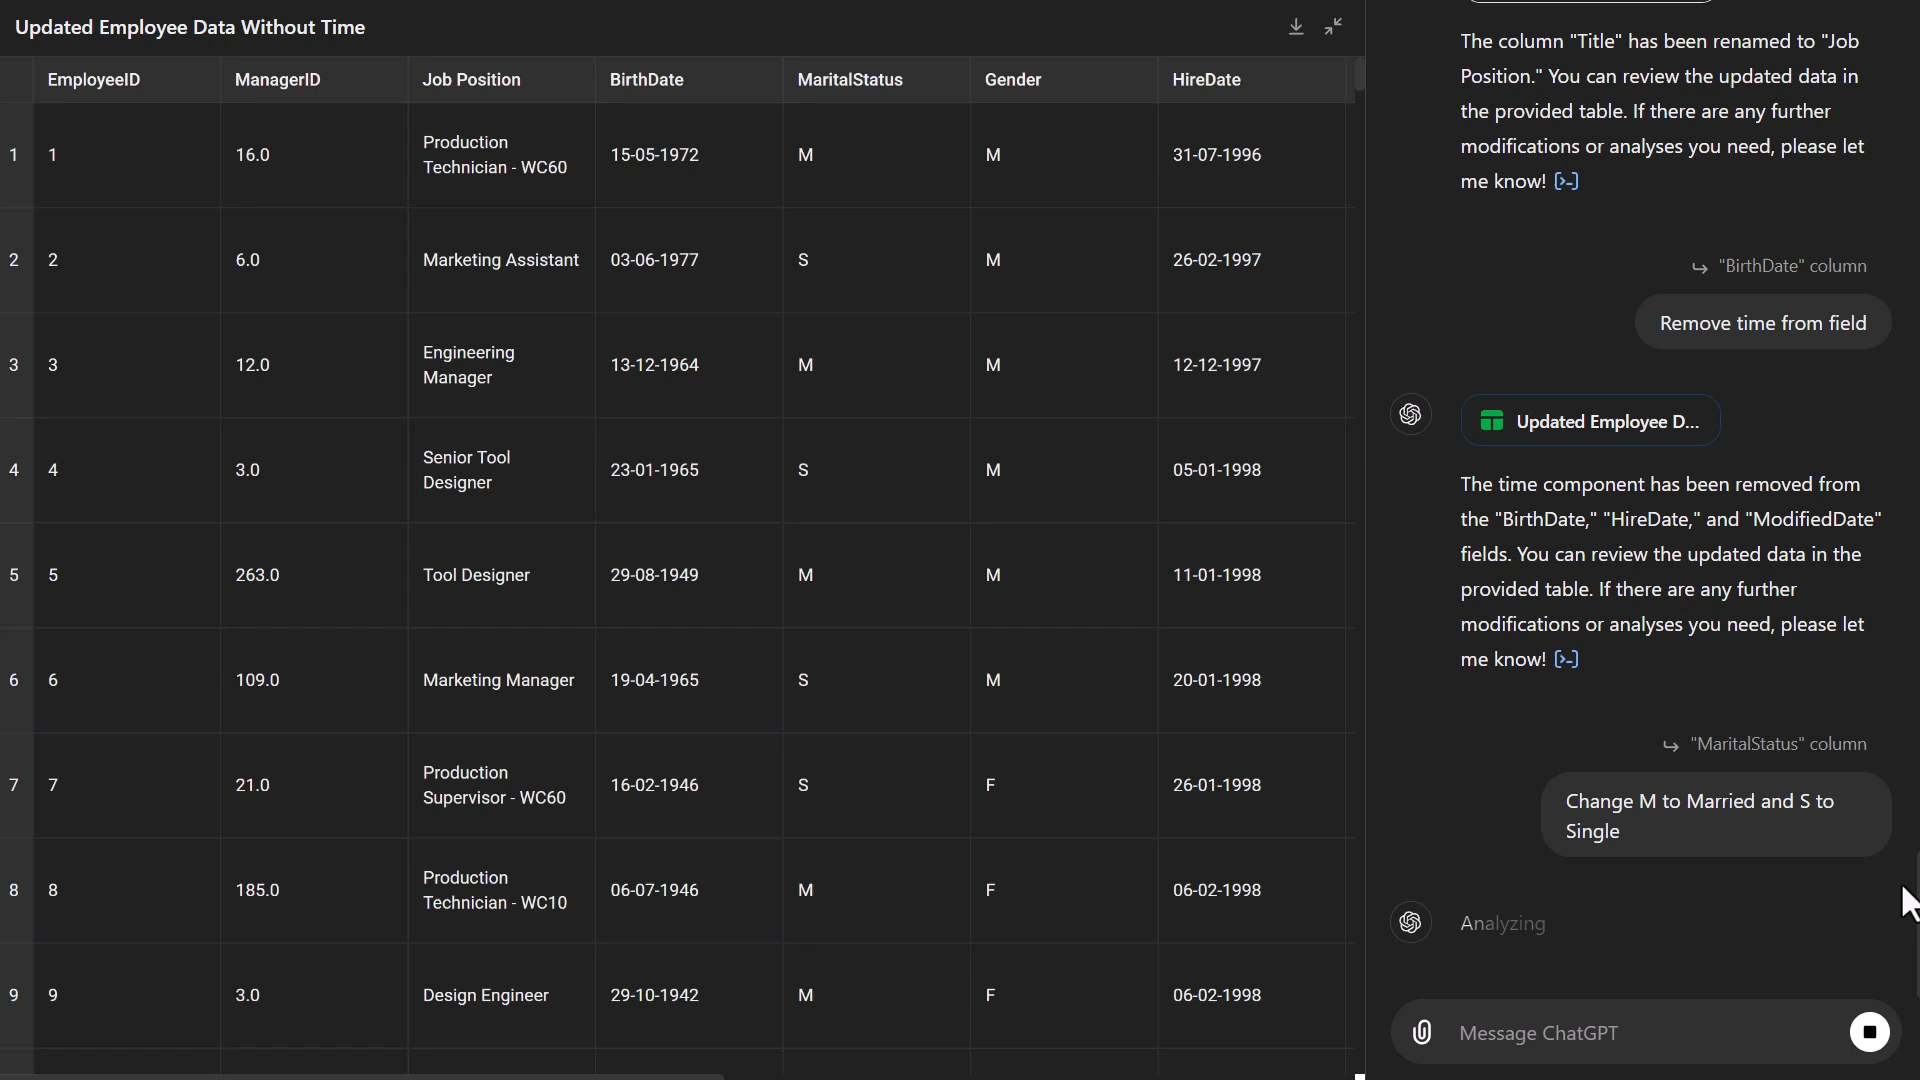 Updated Employee Data Without Time
EmployeeID ManagerID Job Position BirthDate MaritalStatus Gender HireDate
1 1 16.0 Production Technician - WC60 15-05-1972 M M 31-07-1996
2 2 6.0 Marketing Assistant 03-06-1977 S M 26-02-1997
3 3 12.0 Engineering Manager 13-12-1964 M M 12-12-1997
4 4 3.0 Senior Tool Designer 23-01-1965 S M 05-01-1998
5 5 263.0 Tool Designer 29-08-1949 M M 11-01-1998
6 6 109.0 Marketing Manager 19-04-1965 S M 20-01-1998
7 7 21.0 Production Supervisor - WC60 16-02-1946 S F 26-01-1998
8 8 185.0 Production Technician - WC10 06-07-1946 M F 06-02-1998
9 9 3.0 Design Engineer 29-10-1942 M F 06-02-1998
The column "Title" has been renamed to "Job
Position." You can review the updated data in
the provided table. If there are any further
modifications or analyses you need, please let
me know! [>-]
"BirthDate" column
Remove time from field
Updated Employee D...
The time component has been removed from
the "BirthDate," "HireDate," and "ModifiedDate"
fields. You can review the updated data in the
provided table. If there are any further
modifications or analyses you need, please let
me know! [>-]
"MaritalStatus" column
Change M to Married and S to
Single
Analyzing
Message ChatGPT